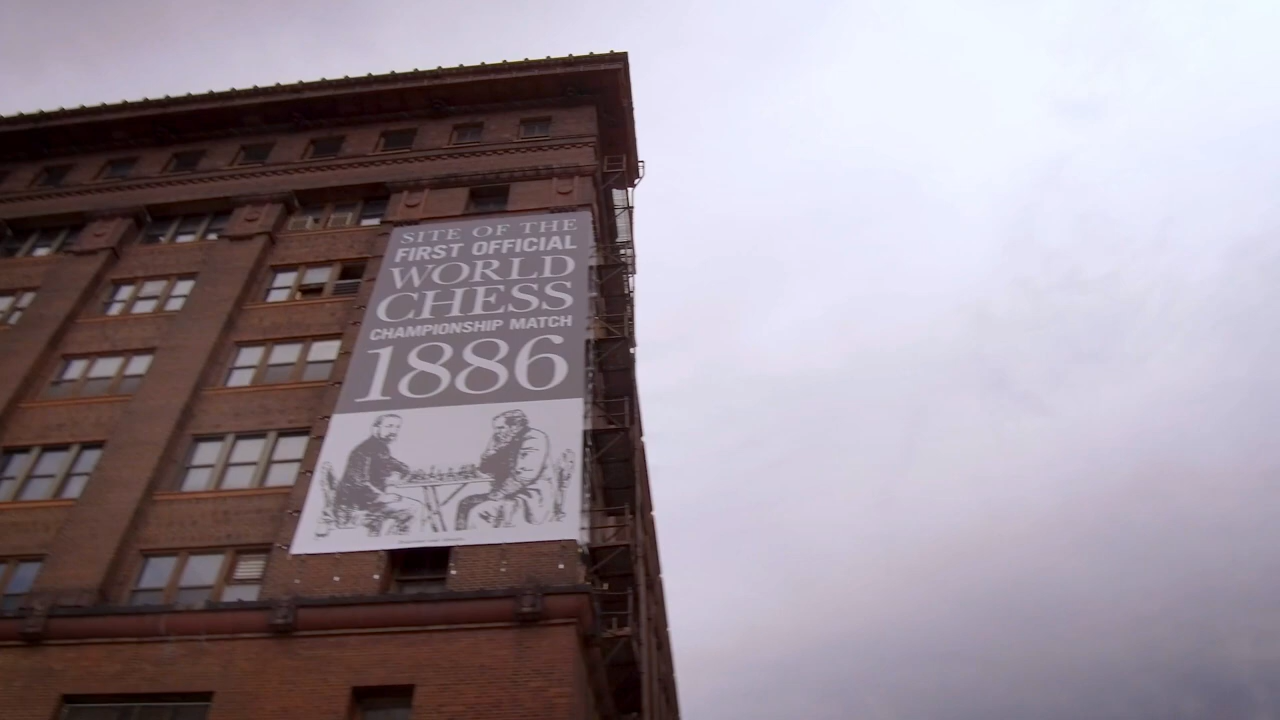 SITE OF THE
FIRST OFFICIAL
WORLD
CHESS
CHAMPIONSHIP MATCH
1886